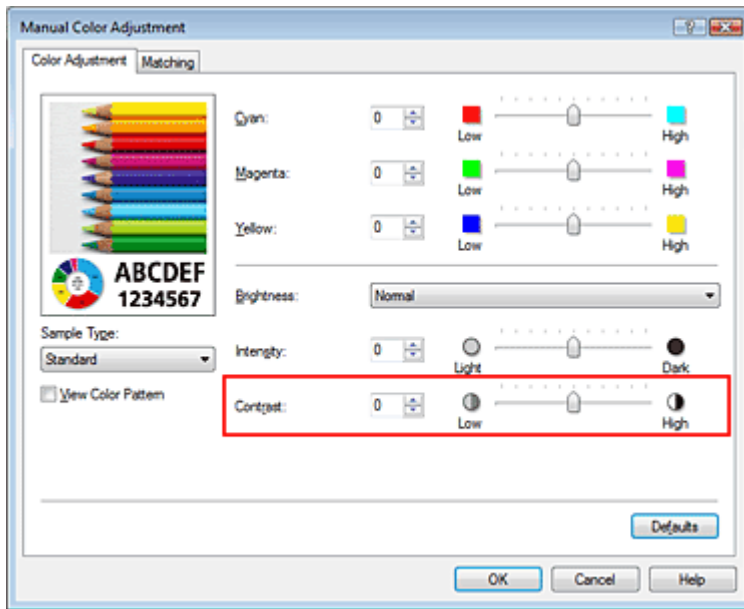 Manual Color Adjustment
Color Adjustment Matching
Cyan: 0 Low High
Magenta: 0 Low High
Yellow: 0 Low High
ABCDEF
1234567
Brightness: Normal
Sample Type:
Standard
Intensity: 0 Light Dark
View Color Pattern
Contrast: 0 Low High
Defaults
OK Cancel Help